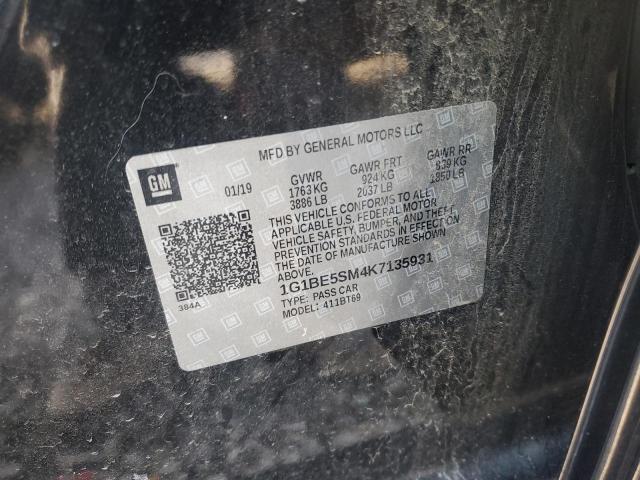 MFD BY GENERAL MOTORS LLC
GM
01/19
GVWR GAWR FRT GAWR RR
1763 KG 924 KG 839 KG
3886 LB 2037 LB 1850 LB
THIS VEHICLE CONFORMS TO ALL
APPLICABLE U.S. FEDERAL MOTOR
VEHICLE SAFETY, BUMPER, AND THEFT
PREVENTION STANDARDS IN EFFECT ON
THE DATE OF MANUFACTURE SHOWN
ABOVE.
1G1BE5SM4K7135931
TYPE: PASS CAR
MODEL: 411BT69
384A